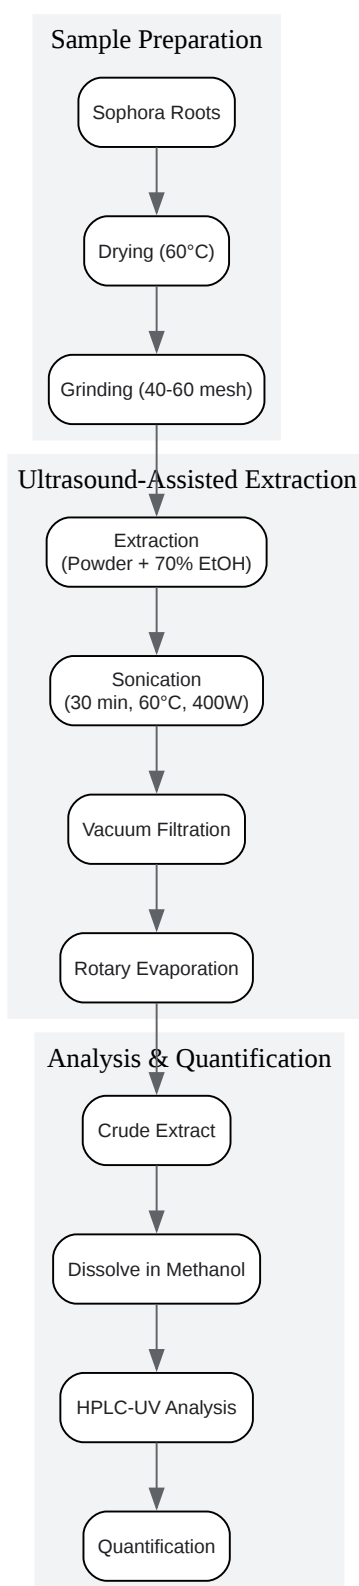 Sample Preparation
Sophora Roots
Drying (60°C)
Grinding (40-60 mesh)
Ultrasound-Assisted Extraction
Extraction
(Powder + 70% EtOH)
Sonication
(30 min, 60°C, 400W)
Vacuum Filtration
Rotary Evaporation
Analysis & Quantification
Crude Extract
Dissolve in Methanol
HPLC-UV Analysis
Quantification